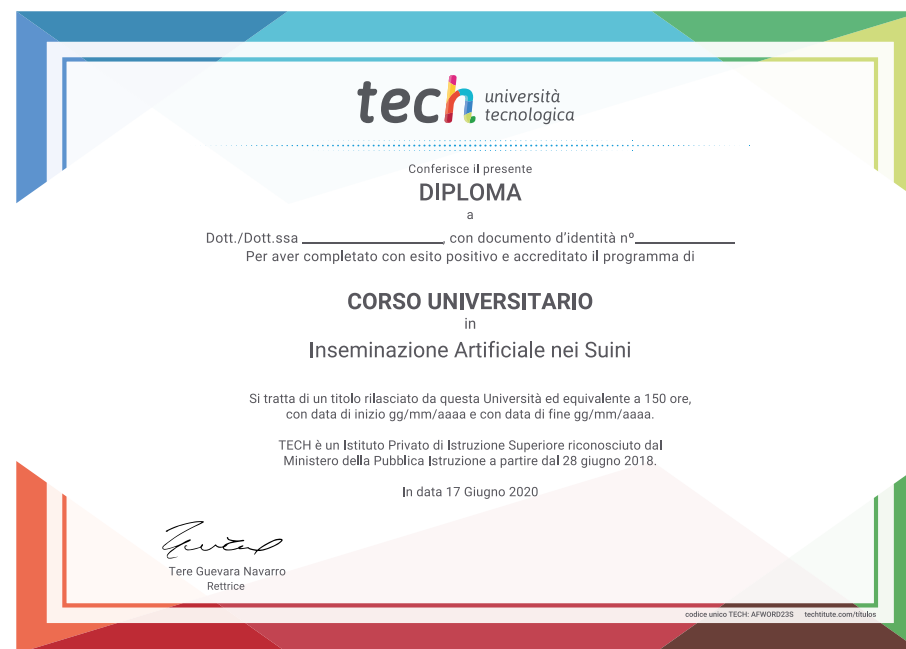 tech università
tecnologica
Conferisce il presente
DIPLOMA
a
Dott./Dott.ssa ________________, con documento d'identità nº____________
Per aver completato con esito positivo e accreditato il programma di
CORSO UNIVERSITARIO
in
Inseminazione Artificiale nei Suini
Si tratta di un titolo rilasciato da questa Università ed equivalente a 150 ore,
con data di inizio gg/mm/aaaa e con data di fine gg/mm/aaaa.
TECH è un Istituto Privato di Istruzione Superiore riconosciuto dal
Ministero della Pubblica Istruzione a partire dal 28 giugno 2018.
In data 17 Giugno 2020
Tere Guevara Navarro
Rettrice
codice unico TECH: AFWORD23S techtitute.com/titulos